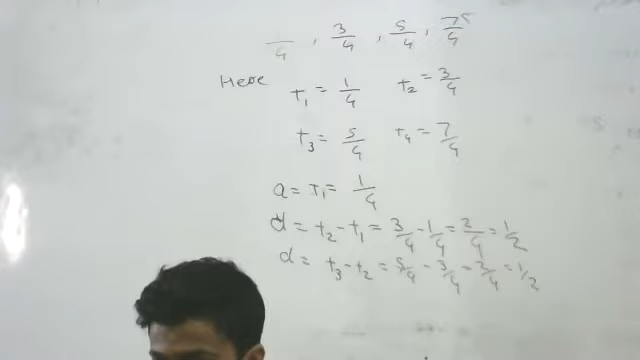 /4 , 3/4 , 5/4 , 7/4
Here t₁ = 1/4 t₂ = 3/4
t₃ = 5/4 t₄ = 7/4
a = t₁ = 1/4
d = t₂ - t₁ = 3/4 - 1/4 = 2/4 = 1/2
d = t₃ - t₂ = 5/4 - 3/4 = 2/4 = 1/2